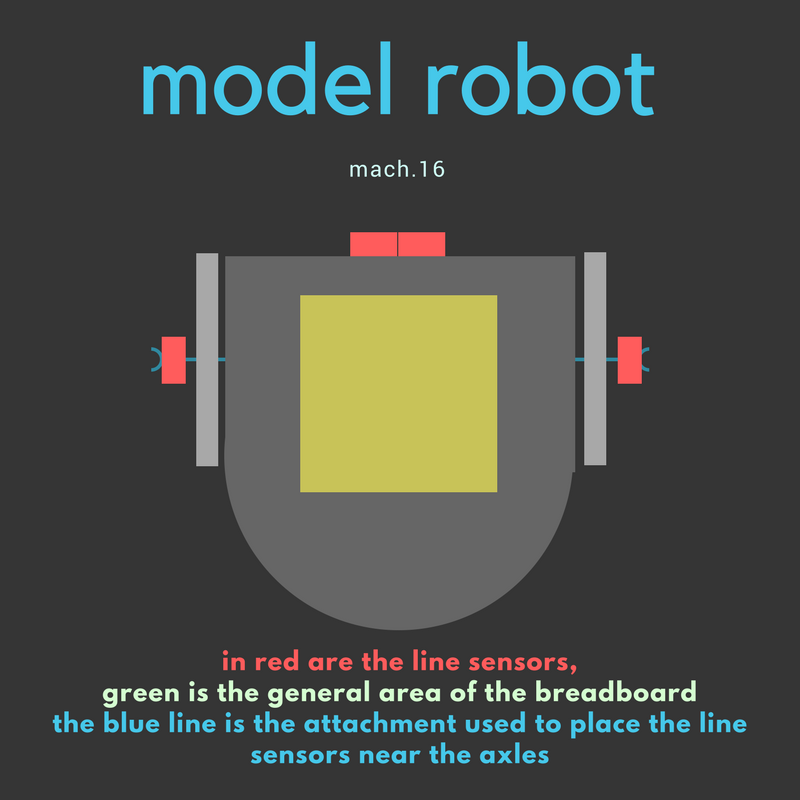 model robot
mach.16
in red are the line sensors,
green is the general area of the breadboard
the blue line is the attachment used to place the line
sensors near the axles